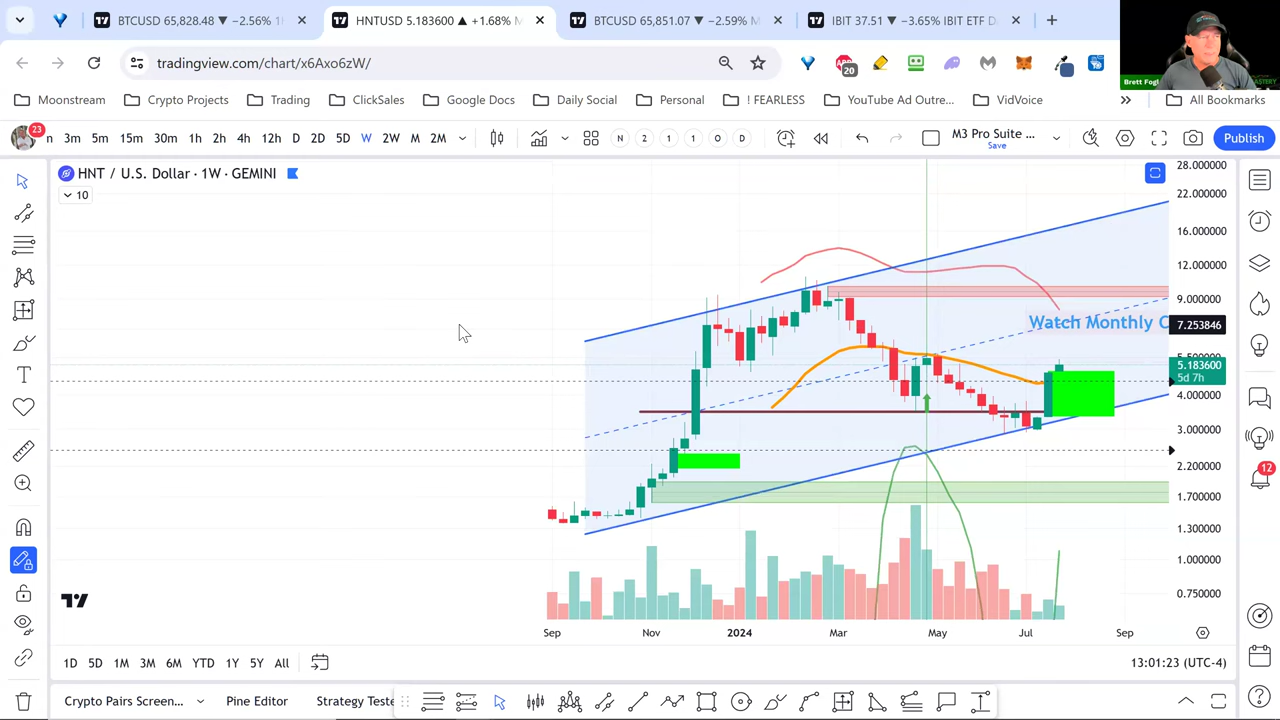 BTCUSD 65,828.48 ▼ −2.56% 1
HNTUSD 5.183600 ▲ +1.68% M
BTCUSD 65,851.07 ▼ −2.59% M
IBIT 37.51 ▼ −3.65% IBIT ETF D
tradingview.com/chart/x6Axo6zW/
20
Moonstream
Crypto Projects
Trading
ClickSales
Google Docs
Daily Social
Personal
! FEARLESS
YouTube Ad Outre...
VidVoice
All Bookmarks
Brett Fogl
23
n 3m 5m 15m 30m 1h 2h 4h 12h D 2D 5D W 2W M 2M
N 2 1 1 O D
M3 Pro Suite ...
Save
Publish
HNT / U.S. Dollar · 1W · GEMINI
10
28.000000
22.000000
16.000000
12.000000
9.000000
Watch Monthly C
7.253846
5.183600
5d 7h
4.000000
3.000000
2.200000
1.700000
1.300000
1.000000
0.750000
12
Sep Nov 2024 Mar May Jul Sep
1D 5D 1M 3M 6M YTD 1Y 5Y All
13:01:23 (UTC-4)
Crypto Pairs Screen...
Pine Editor
Strategy Teste